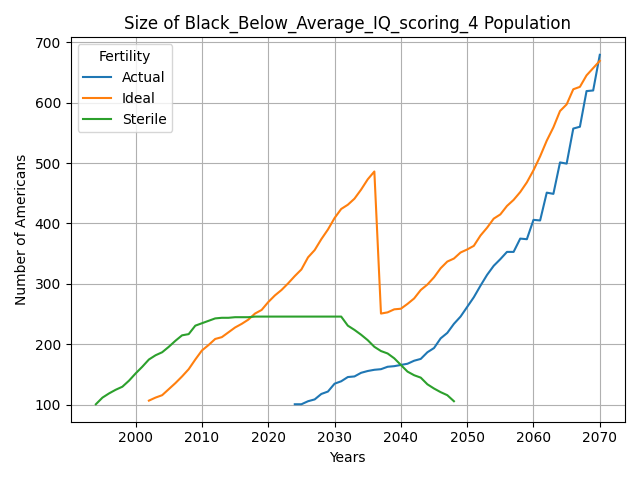 Size of Black_Below_Average_IQ_scoring_4 Population
Number of Americans
700
600
500
400
300
200
100
Fertility
Actual
Ideal
Sterile
2000 2010 2020 2030 2040 2050 2060 2070
Years